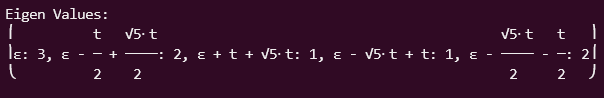 Eigen Values:
⎧          t   √5⋅t                                          √5⋅t   t   ⎫
⎨ε: 3, ε - ─ + ────: 2, ε + t + √5⋅t: 1, ε - √5⋅t + t: 1, ε - ──── - ─: 2⎬
⎩          2    2                                             2     2   ⎭